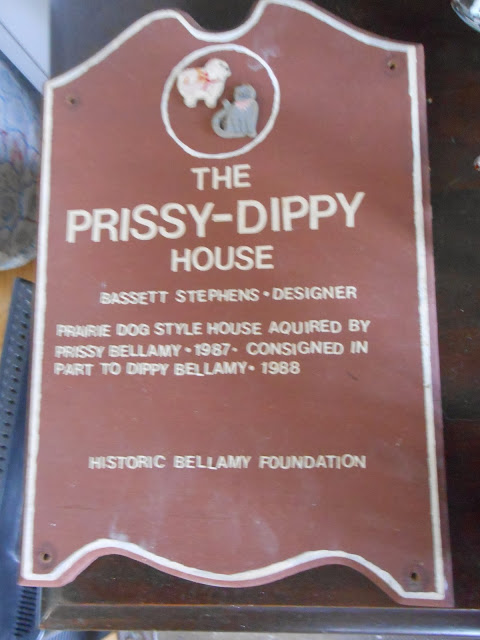 THE
PRISSY-DIPPY
HOUSE
BASSETT STEPHENS • DESIGNER
PRAIRIE DOG STYLE HOUSE AQUIRED BY
PRISSY BELLAMY • 1987 • CONSIGNED IN
PART TO DIPPY BELLAMY • 1988
HISTORIC BELLAMY FOUNDATION